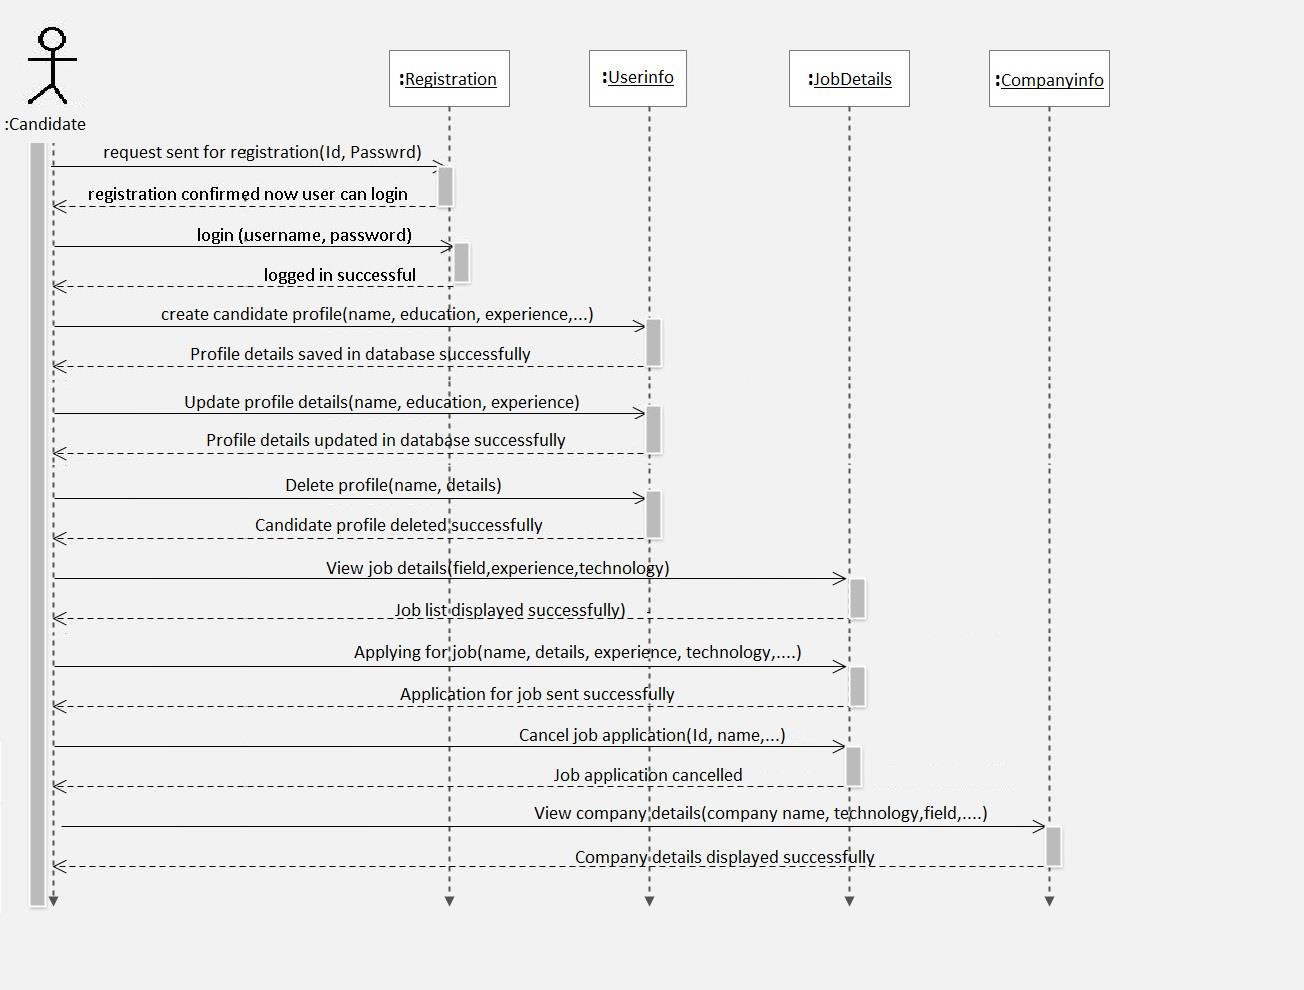 :Registration
:Userinfo
:JobDetails
:Companyinfo
:Candidate
request sent for registration(Id, Passwrd)
registration confirmed now user can login
login (username, password)
logged in successful
create candidate profile(name, education, experience,...)
Profile details saved in database successfully
Update profile details(name, education, experience)
Profile details updated in database successfully
Delete profile(name, details)
Candidate profile deleted successfully
View job details(field,experience,technology)
Job list displayed successfully)
Applying for job(name, details, experience, technology,....)
Application for job sent successfully
Cancel job application(Id, name,...)
Job application cancelled
View company details(company name, technology,field,....)
Company details displayed successfully